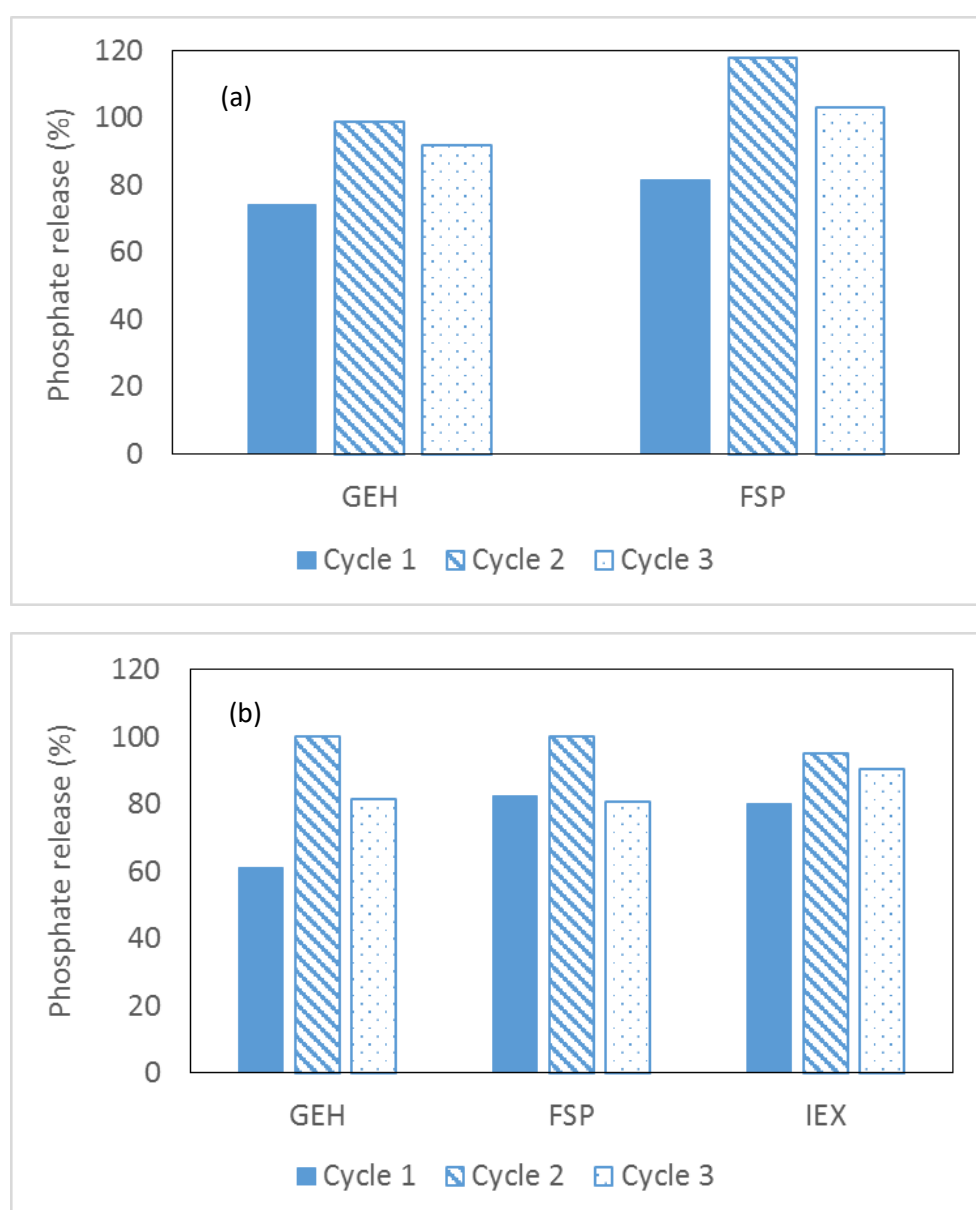 120
(a)
100
80
60
40
20
0
Phosphate release (%)
GEH FSP
Cycle 1 Cycle 2 Cycle 3
120
(b)
100
80
60
40
20
0
Phosphate release (%)
GEH FSP IEX
Cycle 1 Cycle 2 Cycle 3